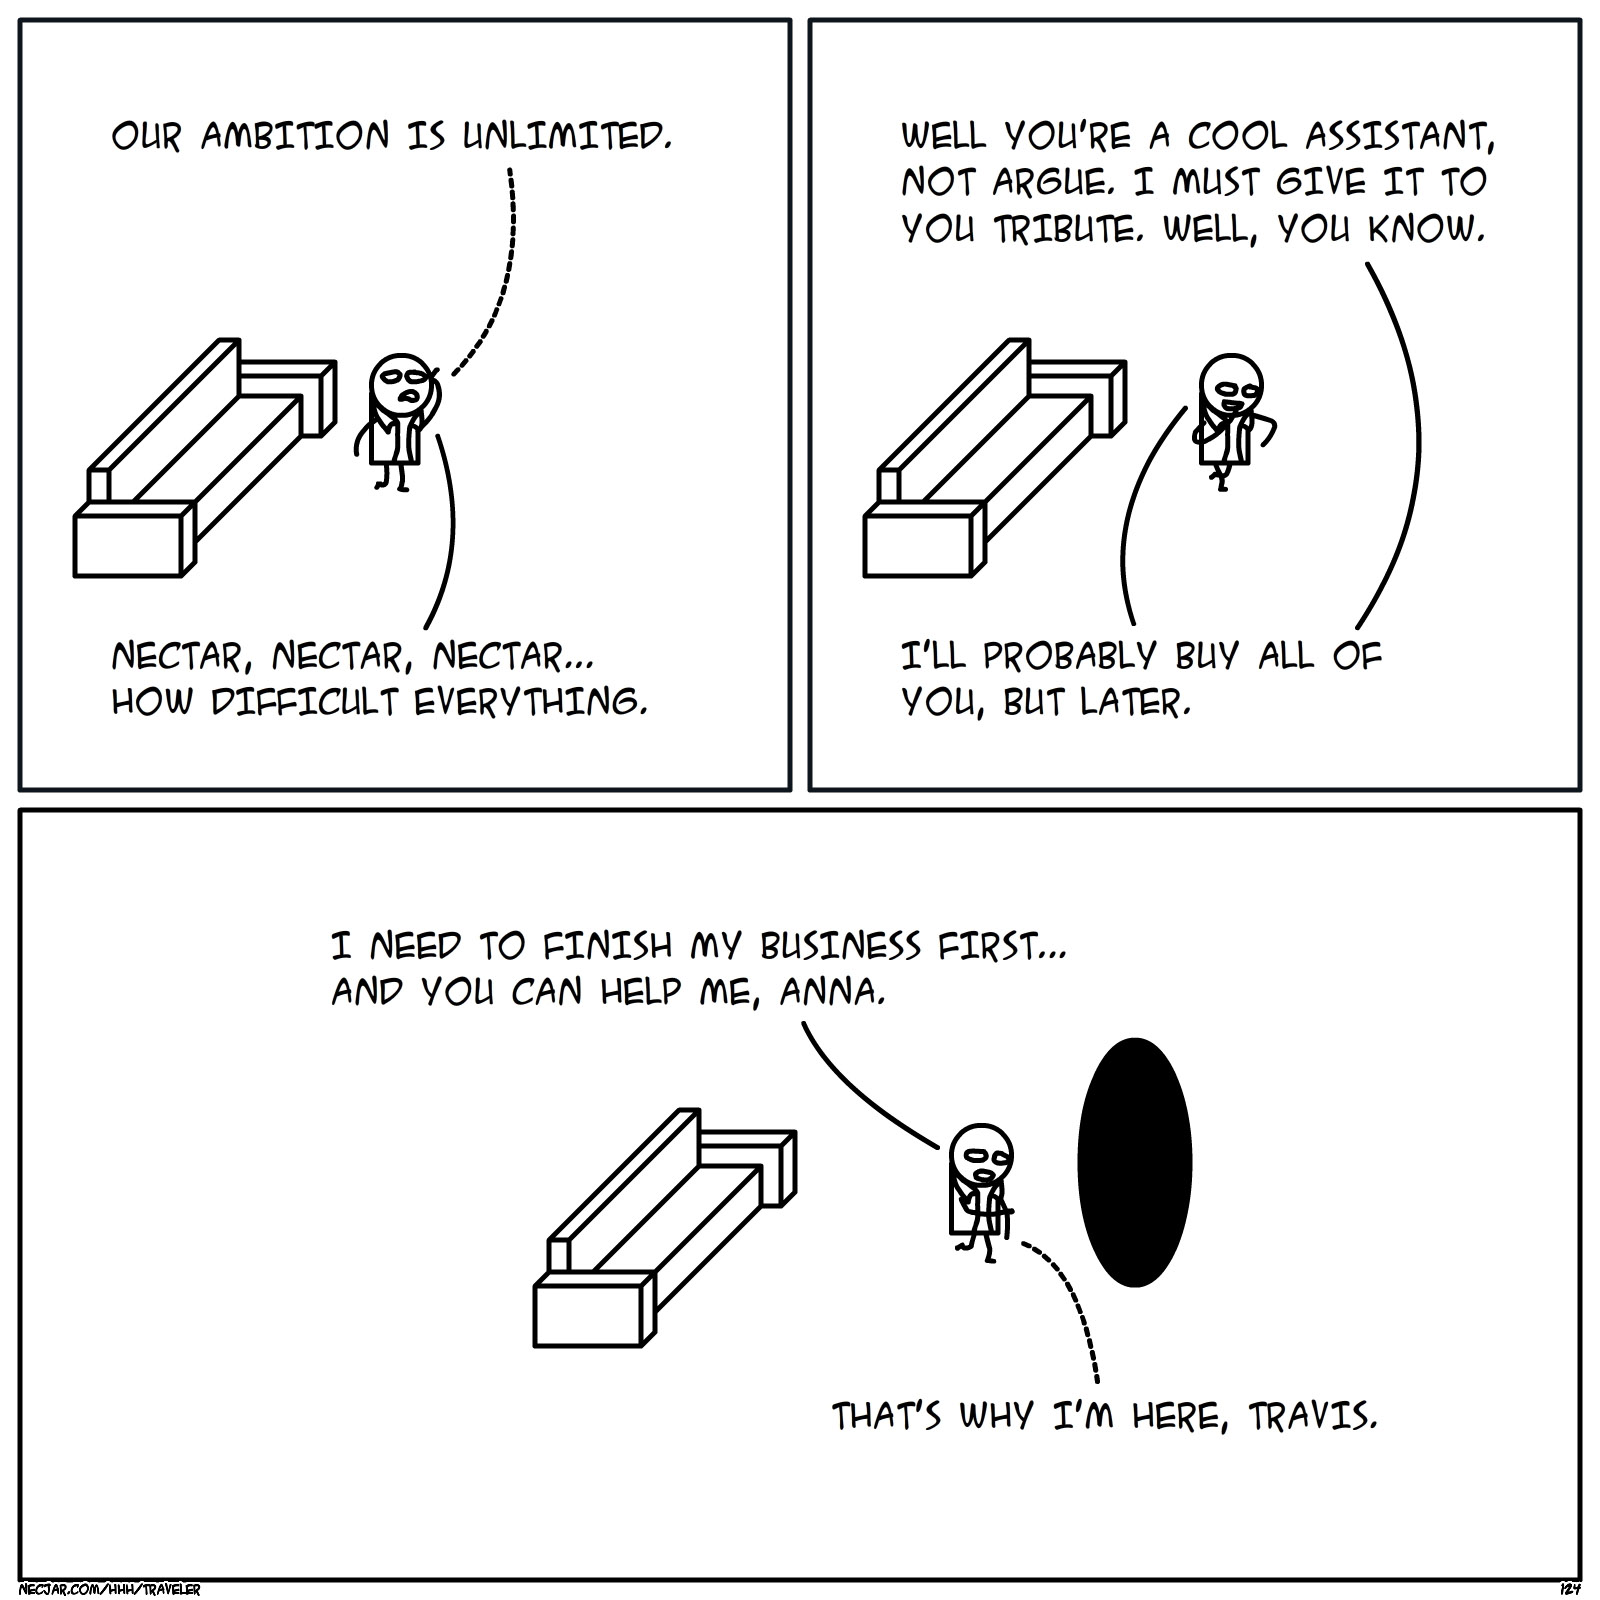 OUR AMBITION IS UNLIMITED.
NECTAR, NECTAR, NECTAR...
HOW DIFFICULT EVERYTHING.
WELL YOU'RE A COOL ASSISTANT,
NOT ARGUE. I MUST GIVE IT TO
YOU TRIBUTE. WELL, YOU KNOW.
I'LL PROBABLY BUY ALL OF
YOU, BUT LATER.
I NEED TO FINISH MY BUSINESS FIRST...
AND YOU CAN HELP ME, ANNA.
THAT'S WHY I'M HERE, TRAVIS.
NECJAR.COM/HHH/TRAVELER
124